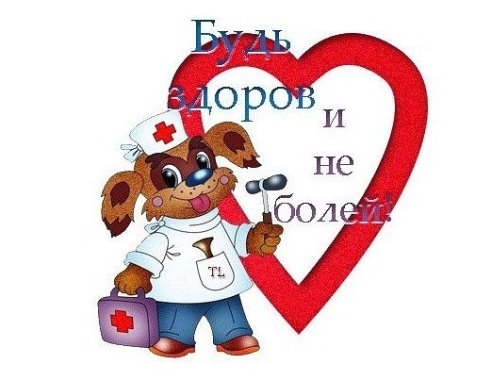 Будь
здоров
и
не
болей!
TL